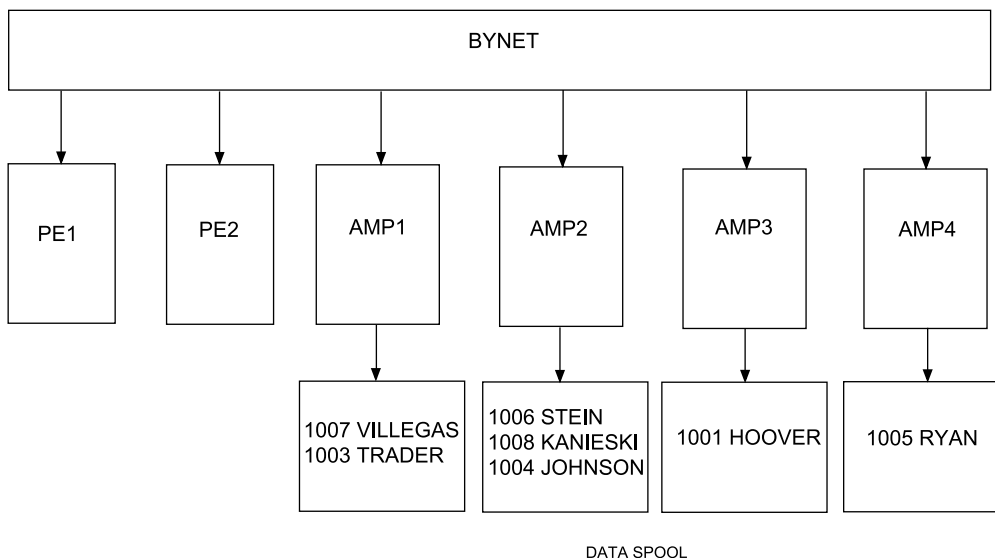 BYNET
PE1
PE2
AMP1
AMP2
AMP3
AMP4
1007 VILLEGAS
1003 TRADER
1006 STEIN
1008 KANIESKI
1004 JOHNSON
1001 HOOVER
1005 RYAN
DATA SPOOL